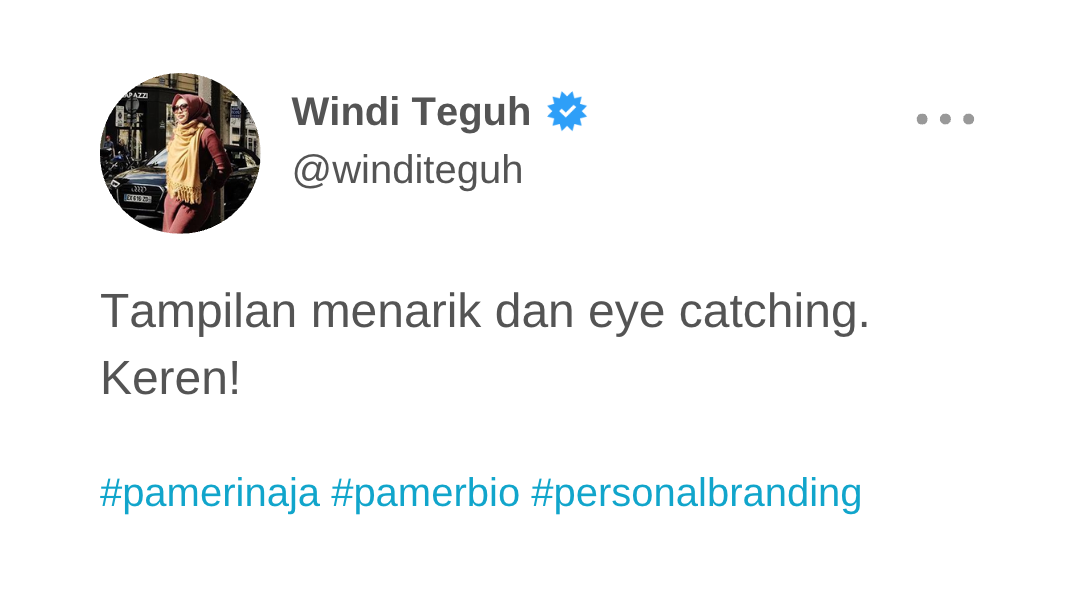 Windi Teguh
@winditeguh
Tampilan menarik dan eye catching.
Keren!
#pamerinaja #pamerbio #personalbranding